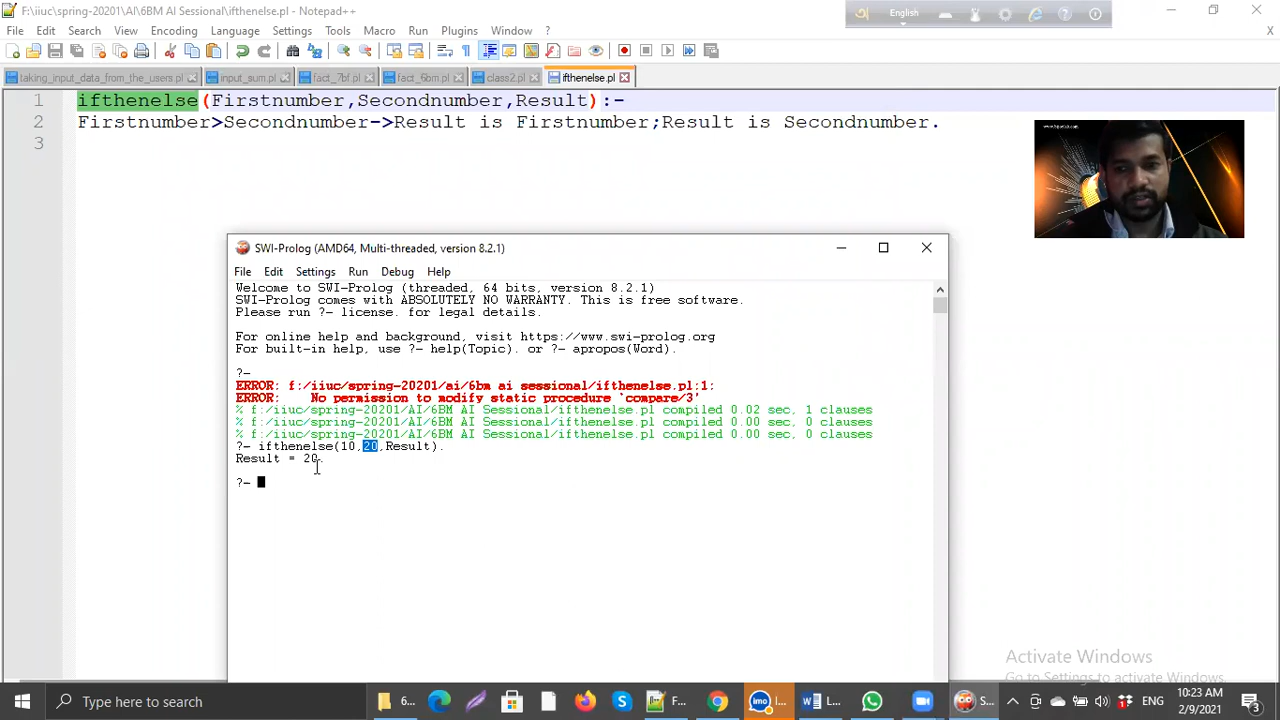 F:\iiuc\spring-20201\AI\6BM AI Sessional\ifthenelse.pl - Notepad++
English
File Edit Search View Encoding Language Settings Tools Macro Run Plugins Window ?
taking_input_data_from_the_users.pl input_sum.pl fact_7bf.pl fact_6bm.pl class2.pl ifthenelse.pl
1 ifthenelse(Firstnumber,Secondnumber,Result):-
2 Firstnumber>Secondnumber->Result is Firstnumber;Result is Secondnumber.
3
SWI-Prolog (AMD64, Multi-threaded, version 8.2.1)
File Edit Settings Run Debug Help
Welcome to SWI-Prolog (threaded, 64 bits, version 8.2.1)
SWI-Prolog comes with ABSOLUTELY NO WARRANTY. This is free software.
Please run ?- license. for legal details.
For online help and background, visit https://www.swi-prolog.org
For built-in help, use ?- help(Topic). or ?- apropos(Word).
?-
ERROR: f:/iiuc/spring-20201/ai/6bm ai sessional/ifthenelse.pl:1:
ERROR:    No permission to modify static procedure `compare/3'
% f:/iiuc/spring-20201/AI/6BM AI Sessional/ifthenelse.pl compiled 0.02 sec, 1 clauses
% f:/iiuc/spring-20201/AI/6BM AI Sessional/ifthenelse.pl compiled 0.00 sec, 0 clauses
% f:/iiuc/spring-20201/AI/6BM AI Sessional/ifthenelse.pl compiled 0.00 sec, 0 clauses
?- ifthenelse(10,20,Result).
Result = 20.
?-
Activate Windows
Go to Settings to activate Windows.
Type here to search 6... F... I... L... S... ENG 10:23 AM
2/9/2021 3